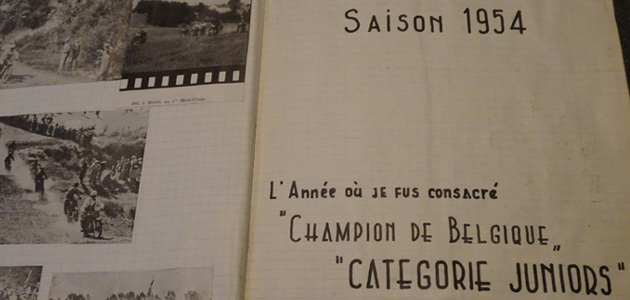 SAISON 1954
L'Année où JE FUS CONSACRÉ
"CHAMPION DE BELGIQUE„
"CATEGORIE JUNIORS"